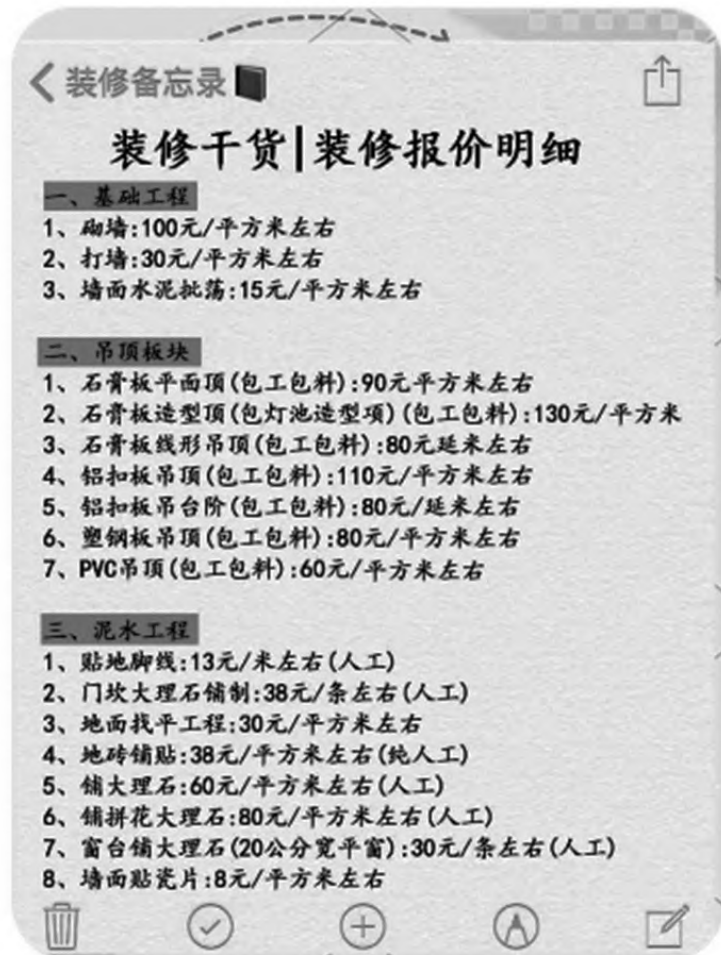 装修备忘录
装修干货|装修报价明细
一、基础工程
1、砌墙:100元/平方米左右
2、打墙:30元/平方米左右
3、墙面水泥批荡:15元/平方米左右
二、吊顶板块
1、石膏板平面頂(包工包料):90元平方米左右
2、石膏板造型頂(包灯池造型项)(包工包料):130元/平方米
3、石膏板线形吊頂(包工包料):80元延米左右
4、铝扣板吊頂(包工包料):110元/平方米左右
5、铝扣板吊台阶(包工包料):80元/延米左右
6、塑钢板吊頂(包工包料):80元/平方米左右
7、PVC吊頂(包工包料):60元/平方米左右
三、泥水工程
1、贴地脚线:13元/米左右(人工)
2、门坎大理石铺制:38元/条左右(人工)
3、地面找平工程:30元/平方米左右
4、地砖铺贴:38元/平方米左右(纯人工)
5、铺大理石:60元/平方米左右(人工)
6、铺拼花大理石:80元/平方米左右(人工)
7、窗台铺大理石(20公分宽平窗):30元/条左右(人工)
8、墙面贴瓷片:8元/平方米左右